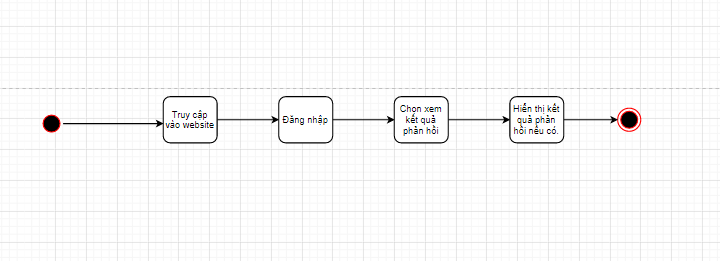 Truy cập
vào website
Đăng nhập
Chọn xem
kết quả
phản hồi
Hiển thị kết
quả phản
hồi nếu có.